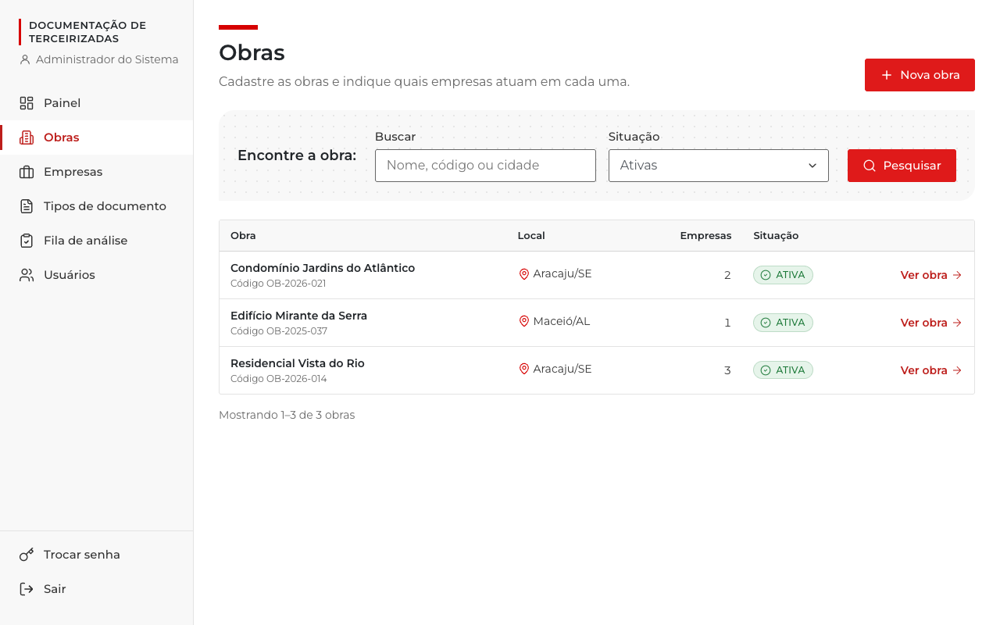 DOCUMENTAÇÃO DE
TERCEIRIZADAS
Administrador do Sistema
Painel
Obras
Empresas
Tipos de documento
Fila de análise
Usuários
Trocar senha
Sair
Obras
Cadastre as obras e indique quais empresas atuam em cada uma.
Nova obra
Encontre a obra:
Buscar
Nome, código ou cidade
Situação
Ativas
Pesquisar
Obra Local Empresas Situação
Condomínio Jardins do Atlântico
Código OB-2026-021
Aracaju/SE 2 ATIVA Ver obra
Edifício Mirante da Serra
Código OB-2025-037
Maceió/AL 1 ATIVA Ver obra
Residencial Vista do Rio
Código OB-2026-014
Aracaju/SE 3 ATIVA Ver obra
Mostrando 1–3 de 3 obras